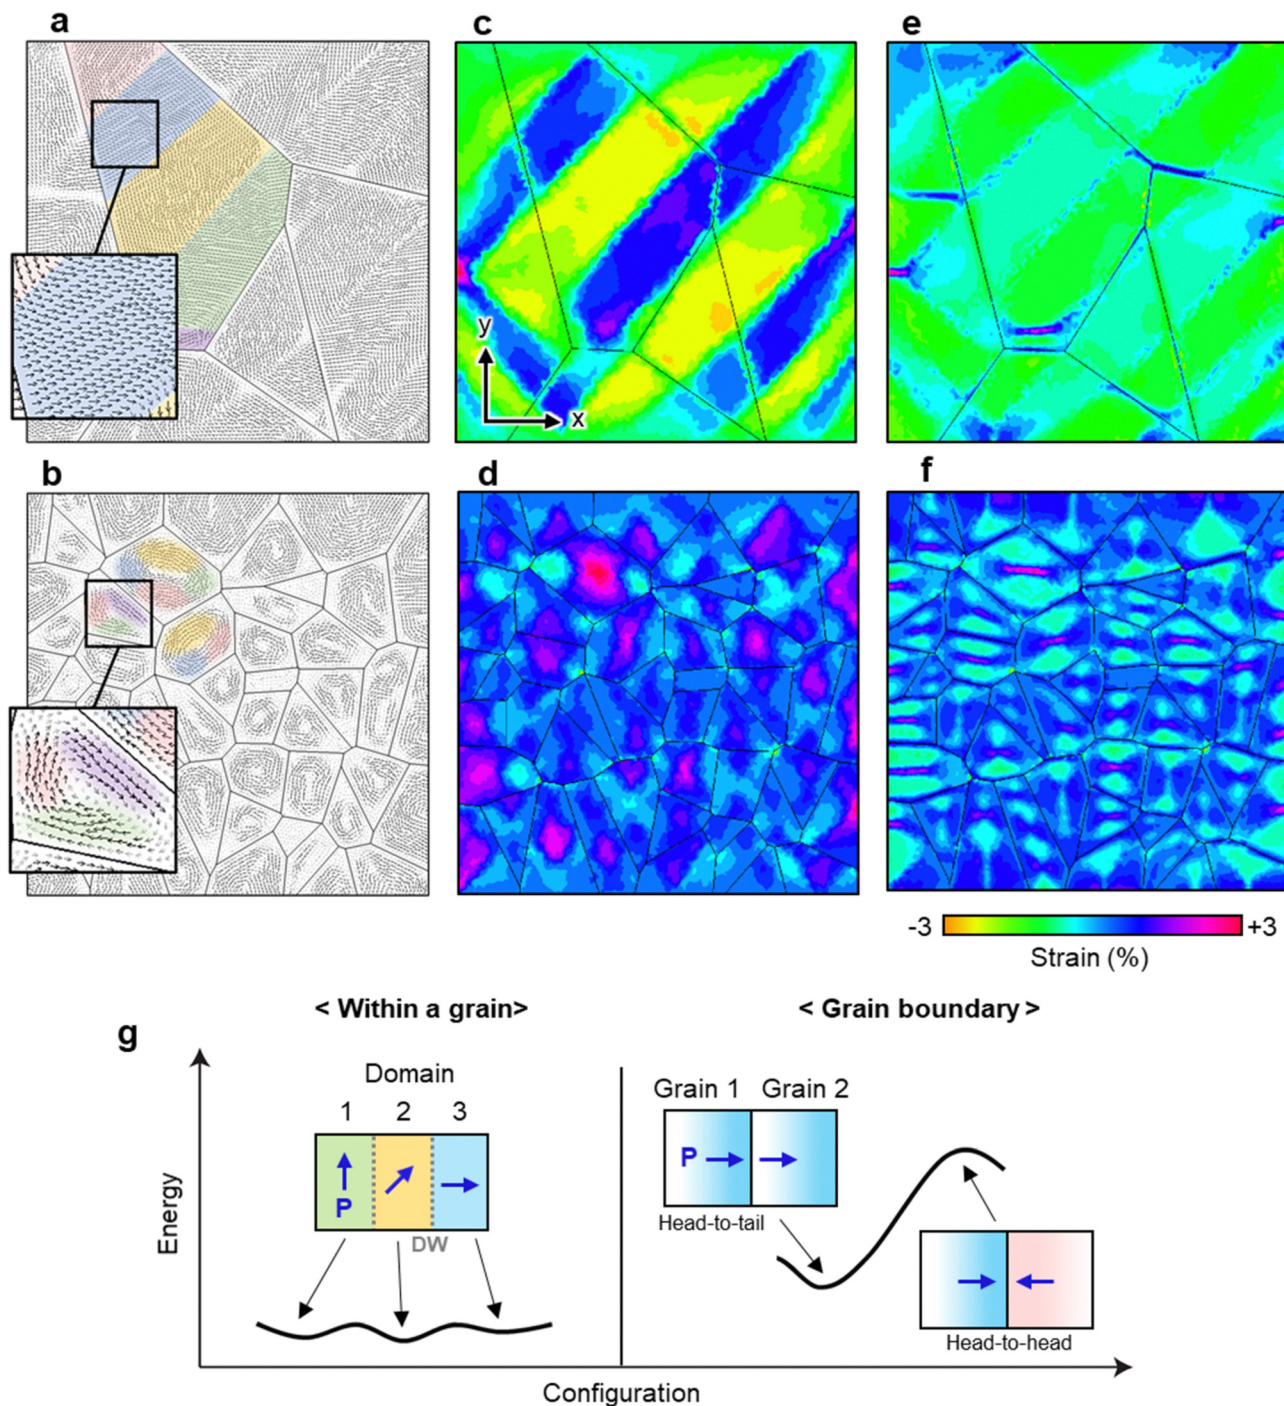 a
c
e
y
x
b
d
f
-3
+3
Strain (%)
< Within a grain>
< Grain boundary >
g
Domain
1 2 3
P
DW
Grain 1 Grain 2
P
Head-to-tail
Head-to-head
Energy
Configuration